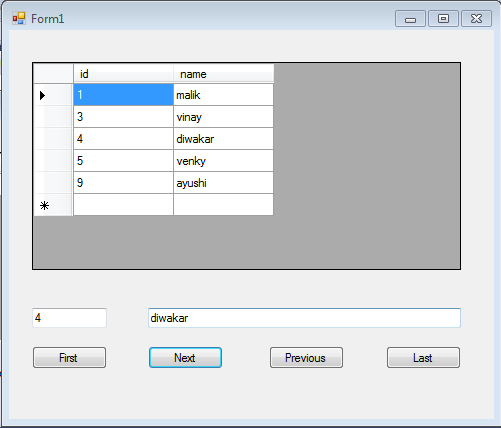 Form1
id name
1 malik
3 vinay
4 diwakar
5 venky
9 ayushi
4 diwakar
First Next Previous Last